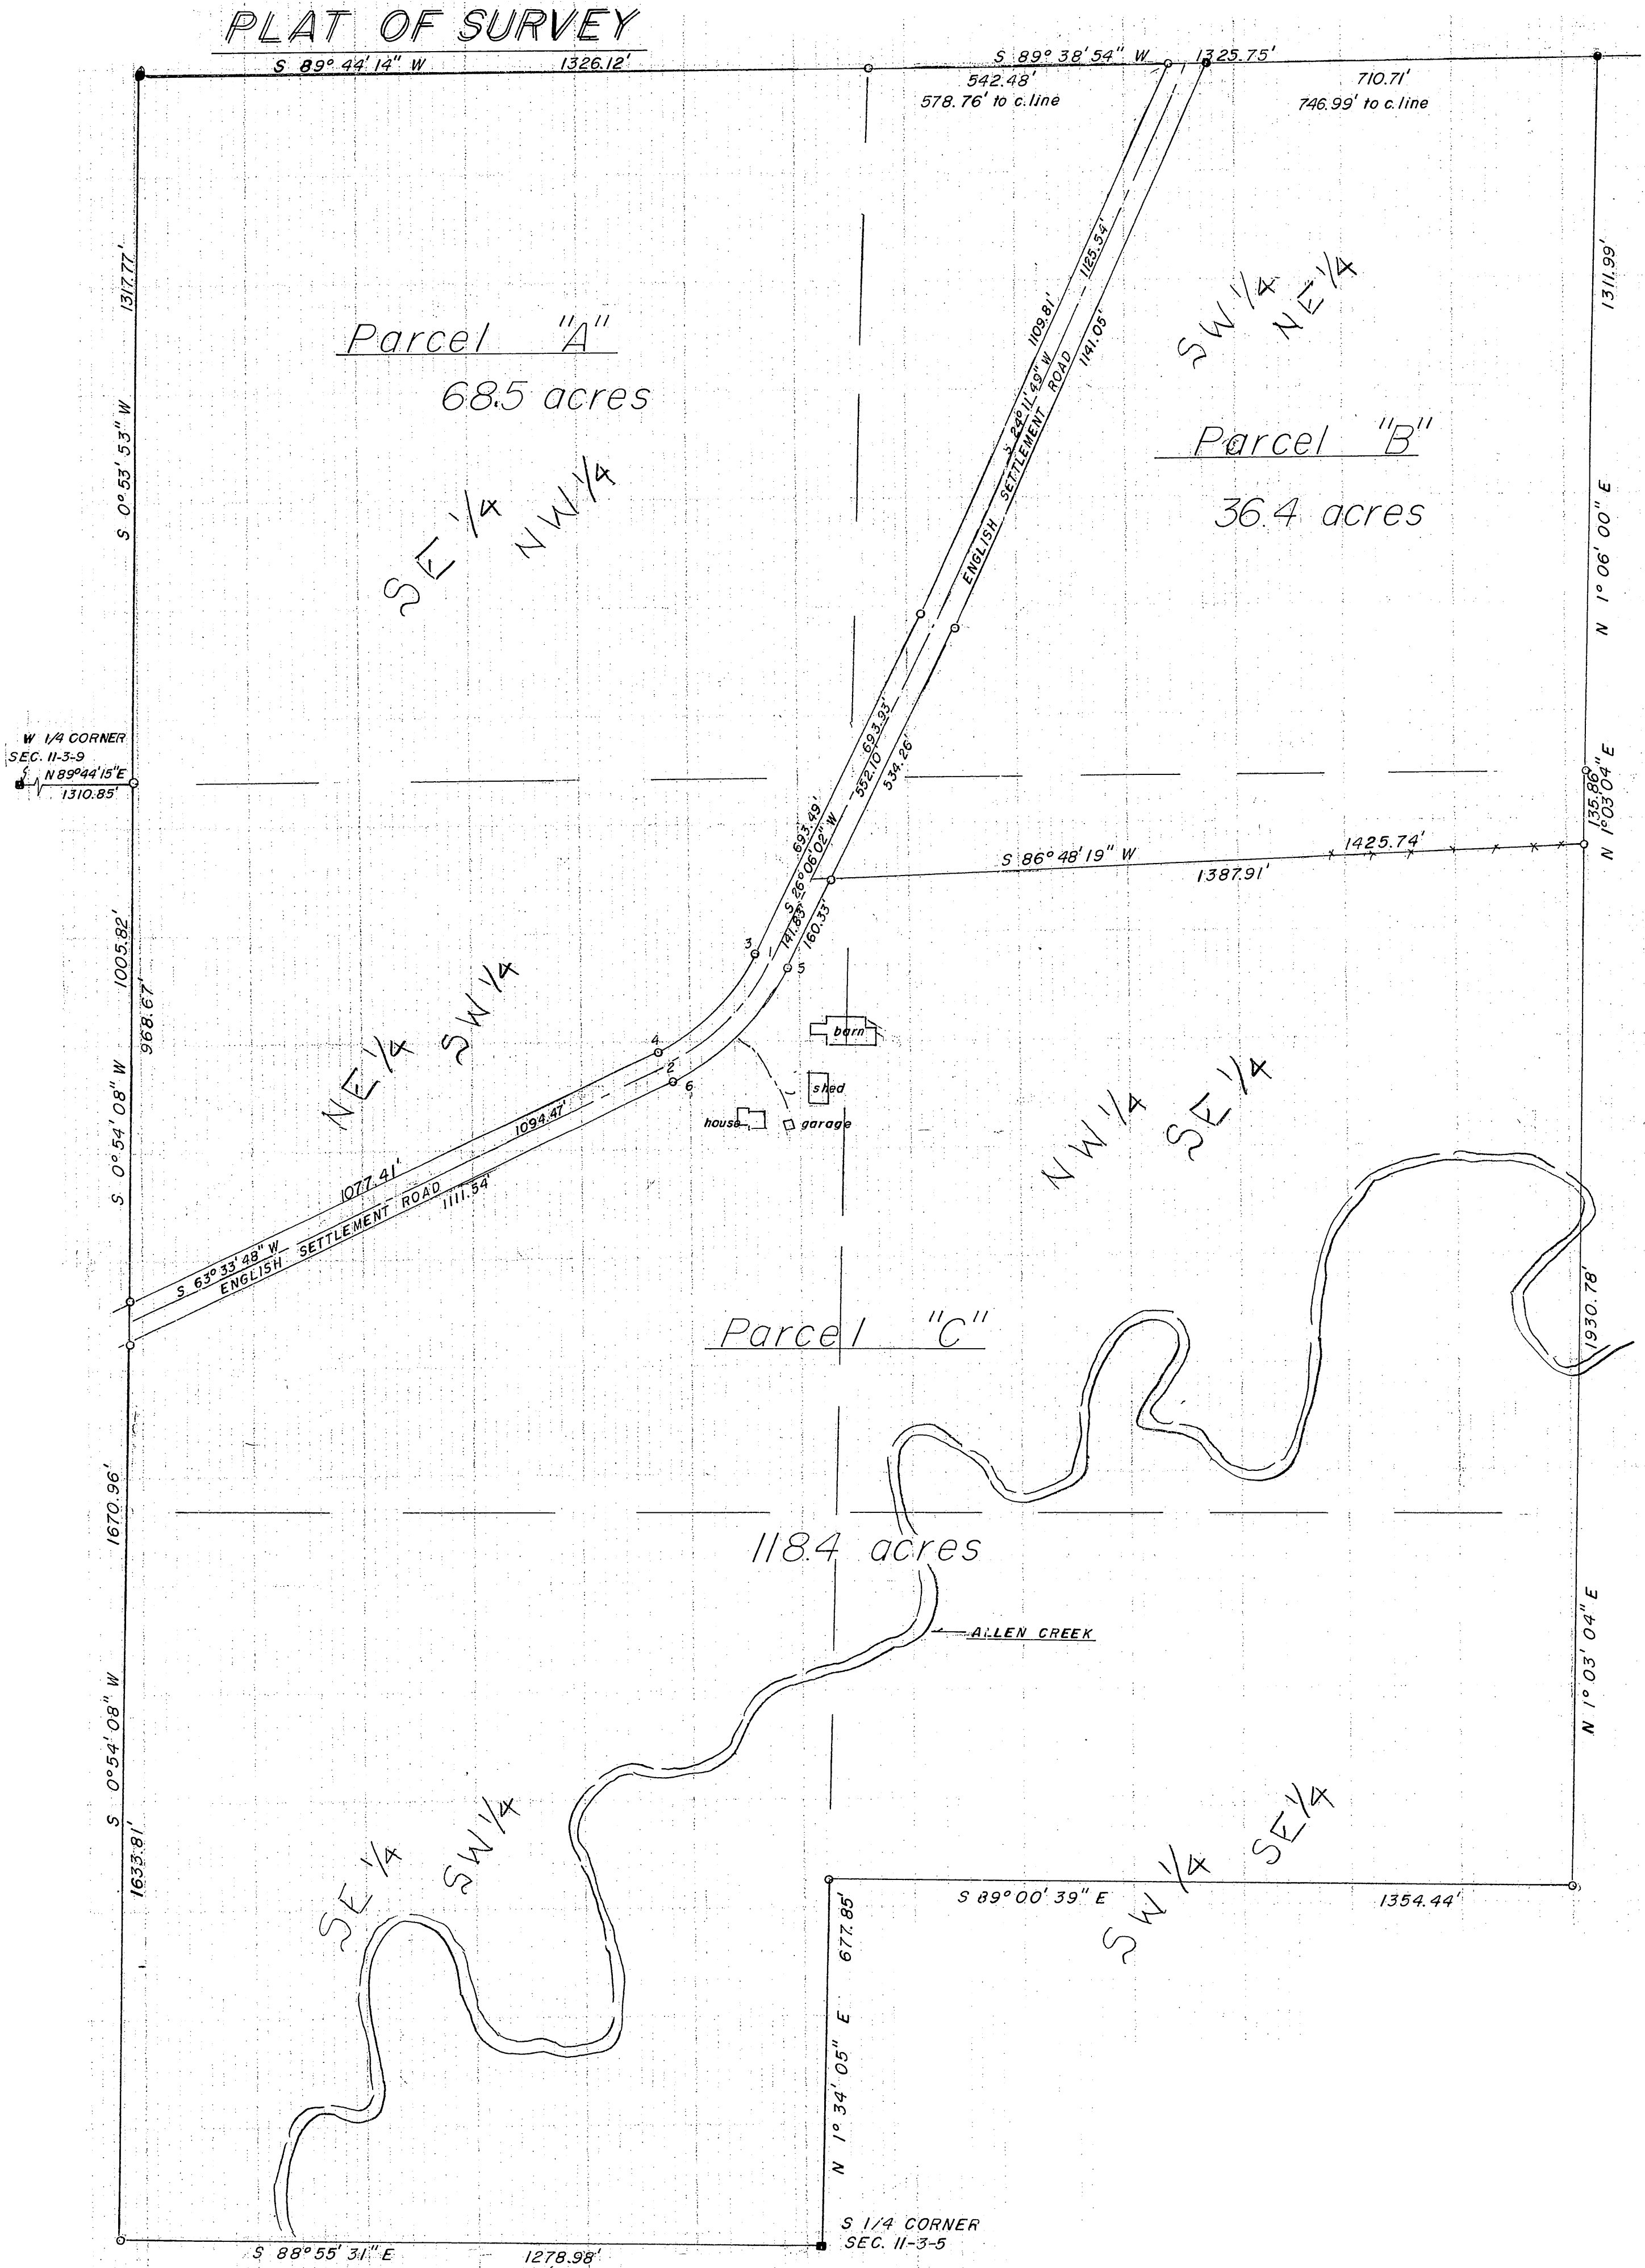 PLAT OF SURVEY
S 89° 44' 14" W 1326.12'
S 89° 38' 54" W 1325.75'
542.48' 710.71'
578.76' to c.line 746.99' to c.line
1317.77'
S 0° 53' 53" W
1311.99'
N 1° 06' 00" E
Parcel "A"
68.5 acres
SE 1/4
NW 1/4
1125.54'
1109.81'
S 24° 11' 49" W
1141.05'
ENGLISH SETTLEMENT ROAD
SW 1/4
NE 1/4
Parcel "B"
36.4 acres
W 1/4 CORNER
SEC. 11-3-9
N 89° 44' 15" E
1310.85'
693.93'
552.10'
534.26'
693.49'
S 26° 06' 02" W
141.83'
160.33'
135.86'
N 1° 03' 04" E
S 86° 48' 19" W 1425.74'
1387.91'
1005.82'
968.67'
S 0° 54' 08" W
3
1
5
4
2
6
NE 1/4
SW 1/4
barn
shed
house
garage
NW 1/4
SE 1/4
1094.47'
1077.41'
1111.54'
S 63° 33' 48" W
ENGLISH SETTLEMENT ROAD
Parcel "C"
118.4 acres
1930.78'
N 1° 03' 04" E
1670.96'
S 0° 54' 08" W
1633.81'
ALLEN CREEK
SE 1/4
SW 1/4
SW 1/4
SE 1/4
S 89° 00' 39" E 1354.44'
677.85'
N 1° 34' 05" E
S 1/4 CORNER
SEC. 11-3-5
S 88° 55' 31" E 1278.98'